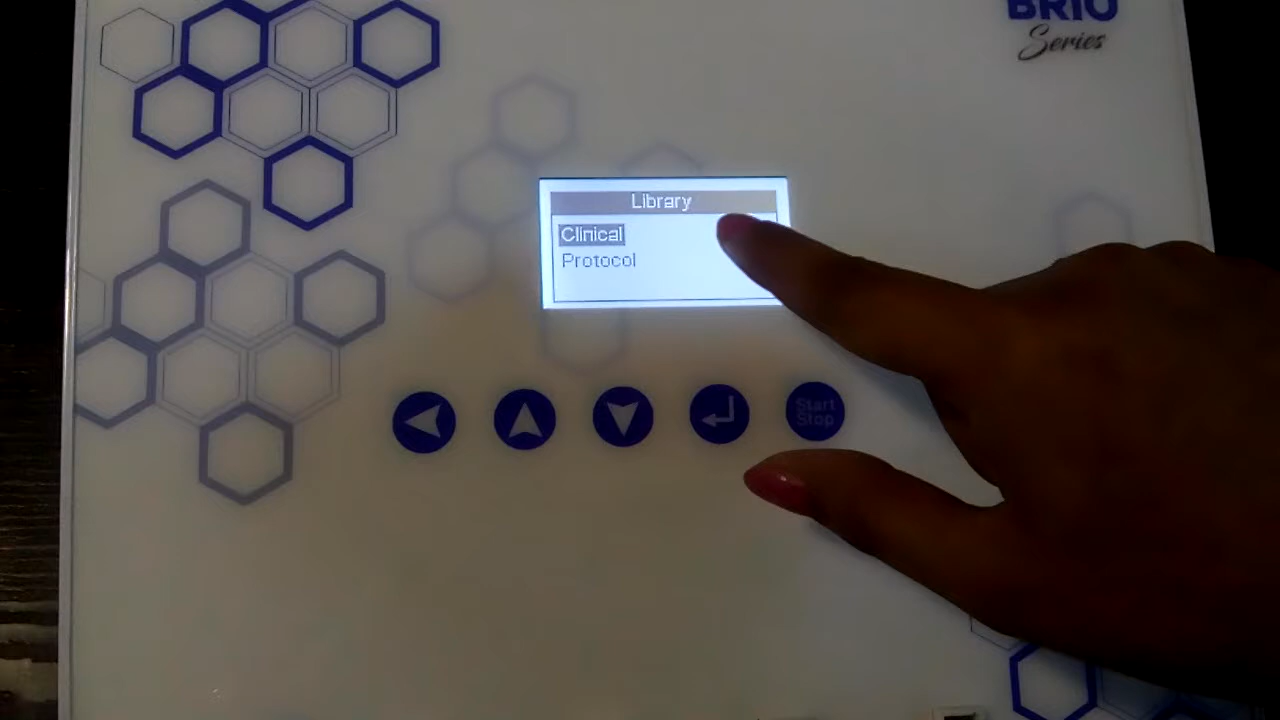 BRIO
Series
Library
Clinical
Protocol
Start
Stop